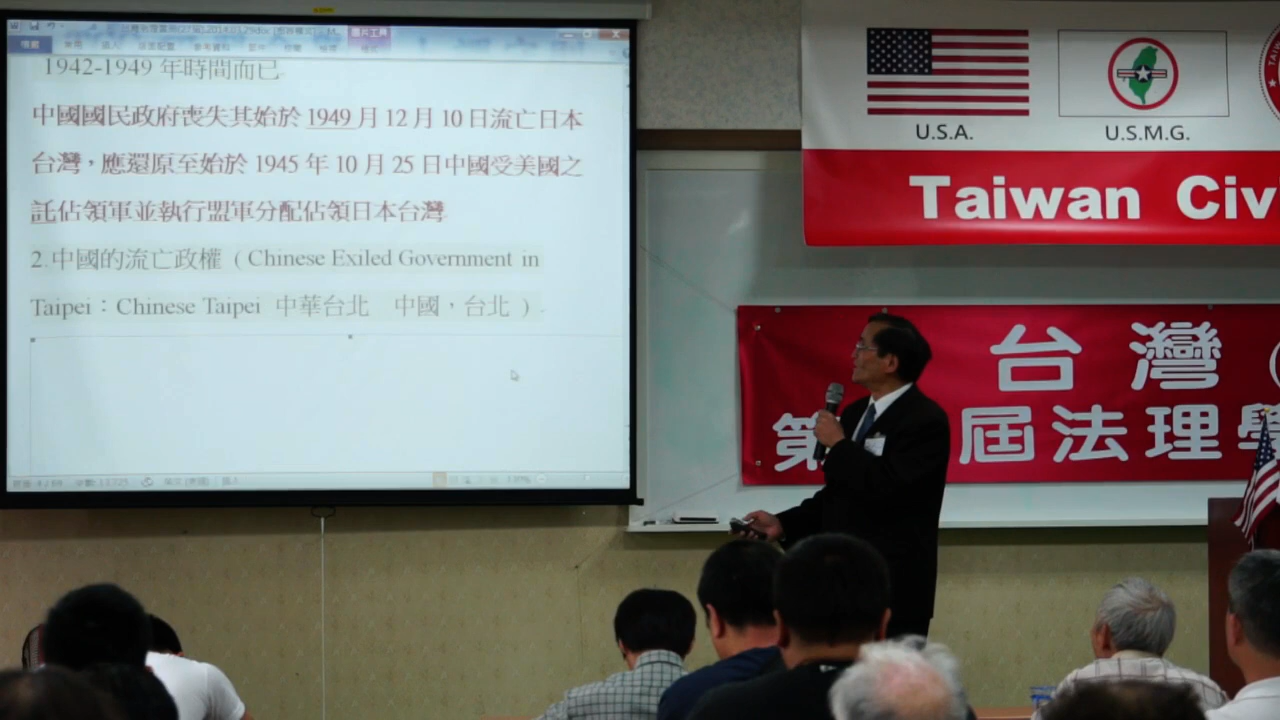 1942-1949 年時間而已
中國國民政府喪失其始於 1949 月 12 月 10 日流亡日本
台灣，應還原至始於 1945 年 10 月 25 日中國受美國之
託佔領軍並執行盟軍分配佔領日本台灣
2.中國的流亡政權 ( Chinese Exiled Government in
Taipei：Chinese Taipei 中華台北 中國，台北 )
U.S.A.
U.S.M.G.
Taiwan Civ
台灣
第 屆法理學